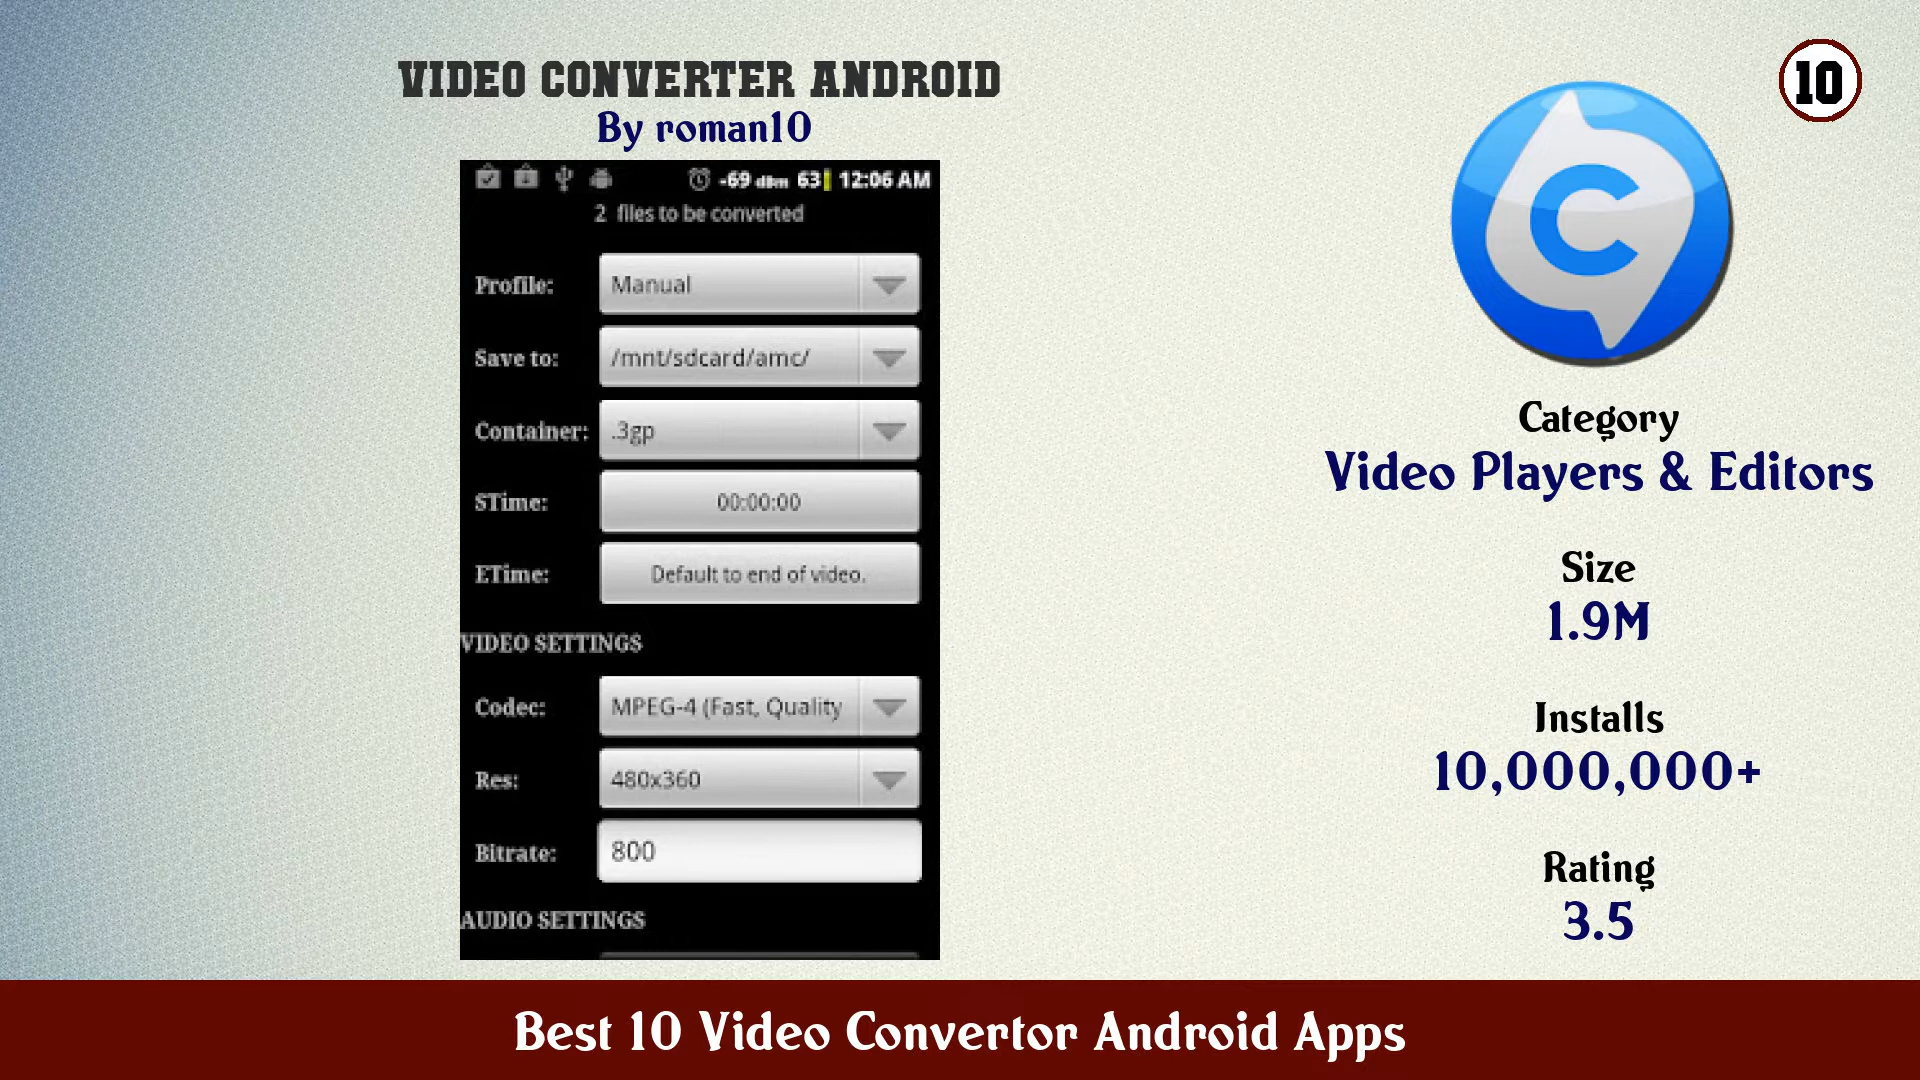 VIDEO CONVERTER ANDROID
By roman10
10
-69 dBm 63 12:06 AM
2 files to be converted
Profile: Manual
Save to: /mnt/sdcard/amc/
Container: .3gp
STime: 00:00:00
ETime: Default to end of video.
VIDEO SETTINGS
Codec: MPEG-4 (Fast, Quality
Res: 480x360
Bitrate: 800
AUDIO SETTINGS
C
Category
Video Players & Editors
Size
1.9M
Installs
10,000,000+
Rating
3.5
Best 10 Video Convertor Android Apps